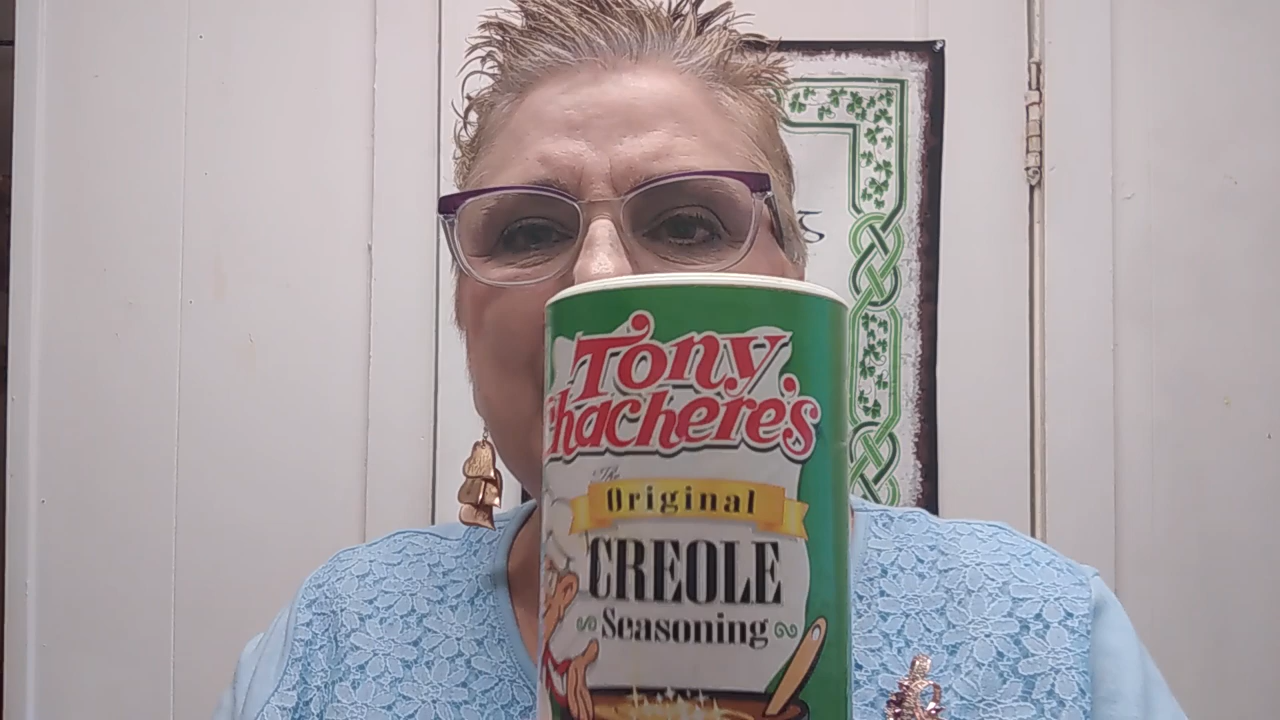 Tony
Chachere's
The
Original
CREOLE
Seasoning